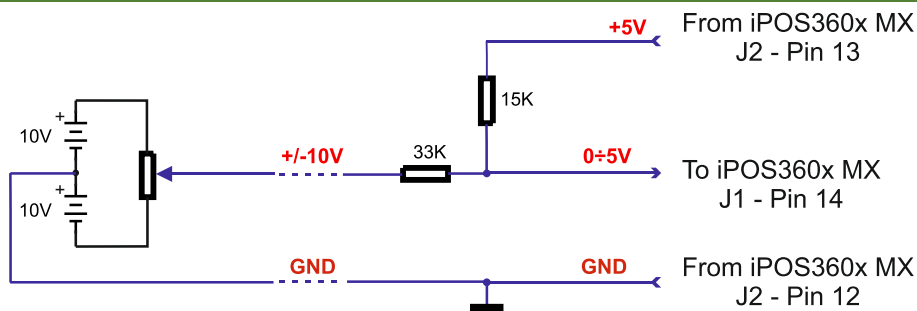 +5V
From iPOS360x MX
J2 - Pin 13
15K
+
10V
+/-10V
33K
0÷5V
To iPOS360x MX
J1 - Pin 14
+
10V
GND
GND
From iPOS360x MX
J2 - Pin 12